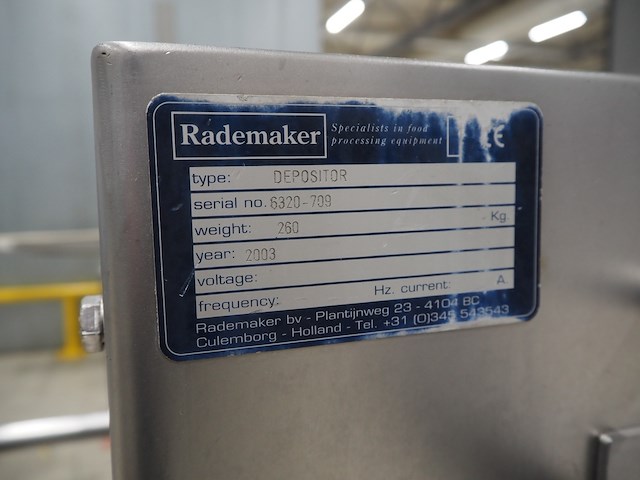 Rademaker
Specialists in food
processing equipment
CE
type: DEPOSITOR
serial no. 6320-709
weight: 260 Kg.
year: 2003
voltage:
frequency: Hz. current: A.
Rademaker bv - Plantijnweg 23 - 4104 BC
Culemborg - Holland - Tel. +31 (0)345 543543